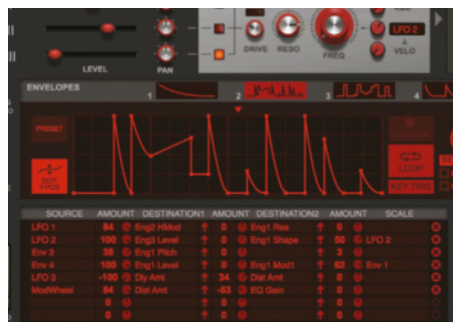 DRIVE RESO FREQ LFO 2
VELO
LEVEL PAN
ENVELOPES 1 2 3 4
PRESET
EDIT
Y-POS
LOOP
KEY TRIG
SOURCE AMOUNT DESTINATION1 AMOUNT DESTINATION2 AMOUNT SCALE
LFO 1 84 Eng2 HMod 0 Eng1 Res 0
LFO 2 100 Eng3 Level 0 Eng1 Shape 50 LFO 2
Env 3 38 Eng1 Pitch 0 3
Env 4 100 Eng1 Level 0 Eng1 Mod1 62 Env 1
LFO 3 -100 Dly Amt 34 Dist Amt 0
ModWheel 84 Dist Amt -63 EQ Gain 0
0 0 0
0 0 0